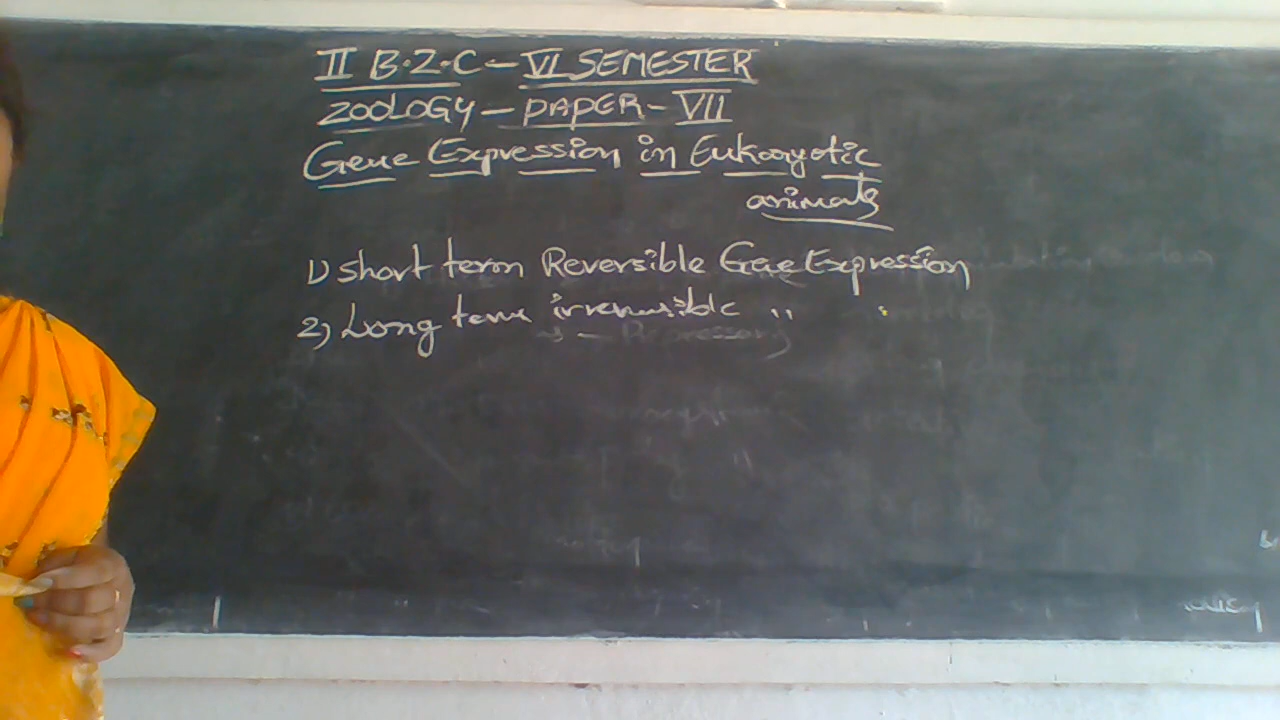 II B.Z.C - VI SEMESTER
ZOOLOGY - PAPER - VII
Gene Expression in Eukaryotic
animals
1) short term Reversible Gene Expression
2) Long term irreversible " "